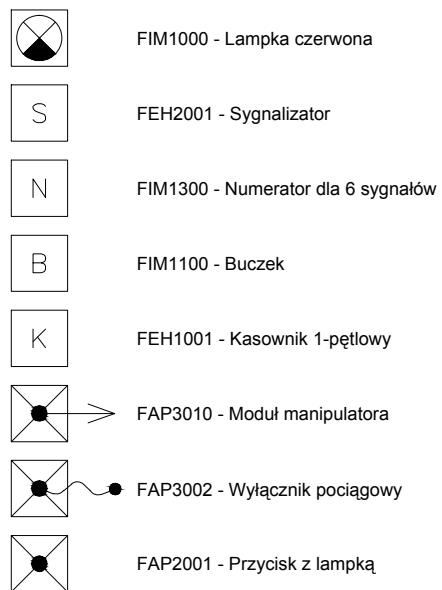 FIM1000 - Lampka czerwona
S FEH2001 - Sygnalizator
N FIM1300 - Numerator dla 6 sygnałów
B FIM1100 - Buczek
K FEH1001 - Kasownik 1-pętlowy
FAP3010 - Moduł manipulatora
FAP3002 - Wyłącznik pociągowy
FAP2001 - Przycisk z lampką